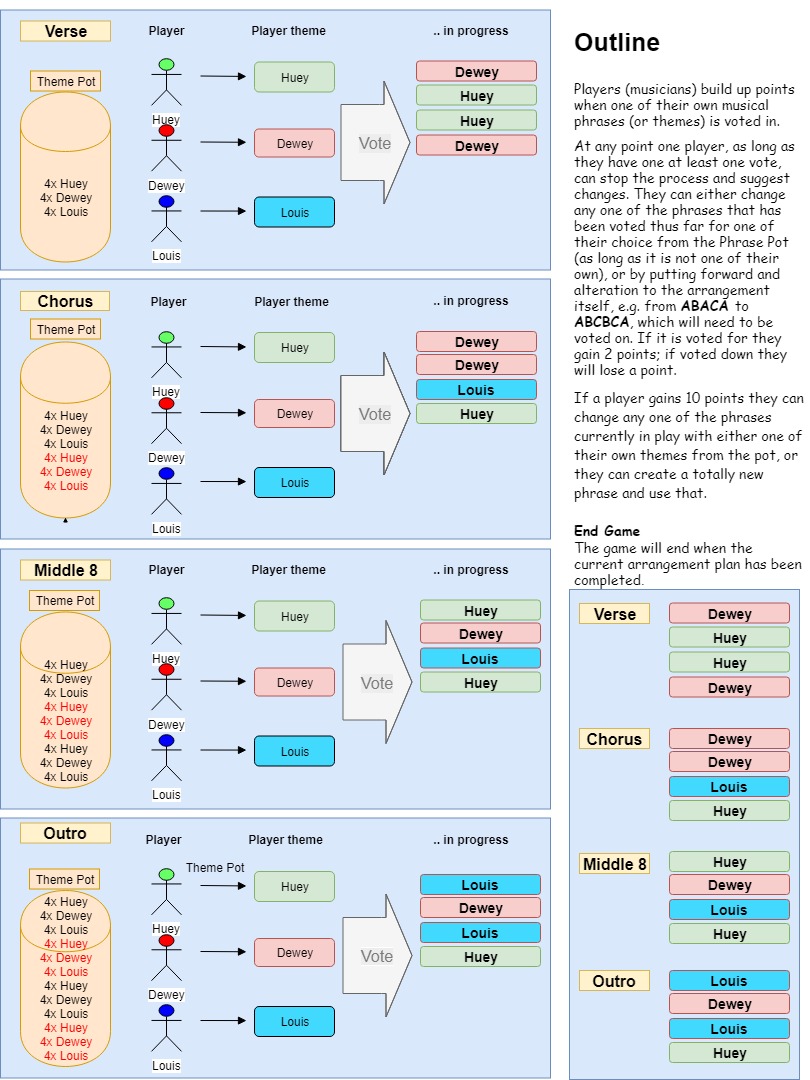 Verse
Player
Player theme
.. in progress
Theme Pot
4x Huey
4x Dewey
4x Louis
Huey
Dewey
Louis
Huey
Dewey
Louis
Vote
Dewey
Huey
Huey
Dewey
Chorus
Player
Player theme
.. in progress
Theme Pot
4x Huey
4x Dewey
4x Louis
4x Huey
4x Dewey
4x Louis
Huey
Dewey
Louis
Huey
Dewey
Louis
Vote
Dewey
Dewey
Louis
Huey
Middle 8
Player
Player theme
.. in progress
Theme Pot
4x Huey
4x Dewey
4x Louis
4x Huey
4x Dewey
4x Louis
4x Huey
4x Dewey
4x Louis
Huey
Dewey
Louis
Huey
Dewey
Louis
Vote
Huey
Dewey
Louis
Huey
Outro
Player
Player theme
.. in progress
Theme Pot
4x Huey
4x Dewey
4x Louis
4x Huey
4x Dewey
4x Louis
4x Huey
4x Dewey
4x Louis
4x Huey
4x Dewey
4x Louis
Theme Pot
Huey
Dewey
Louis
Huey
Dewey
Louis
Vote
Louis
Dewey
Louis
Huey
Outline
Players (musicians) build up points
when one of their own musical
phrases (or themes) is voted in.
At any point one player, as long as
they have one at least one vote,
can stop the process and suggest
changes. They can either change
any one of the phrases that has
been voted thus far for one of
their choice from the Phrase Pot
(as long as it is not one of their
own), or by putting forward and
alteration to the arrangement
itself, e.g. from ABACA to
ABCBCA, which will need to be
voted on. If it is voted for they
gain 2 points; if voted down they
will lose a point.
If a player gains 10 points they can
change any one of the phrases
currently in play with either one of
their own themes from the pot, or
they can create a totally new
phrase and use that.
End Game
The game will end when the
current arrangement plan has been
completed.
Verse
Dewey
Huey
Huey
Dewey
Chorus
Dewey
Dewey
Louis
Huey
Middle 8
Huey
Dewey
Louis
Huey
Outro
Louis
Dewey
Louis
Huey